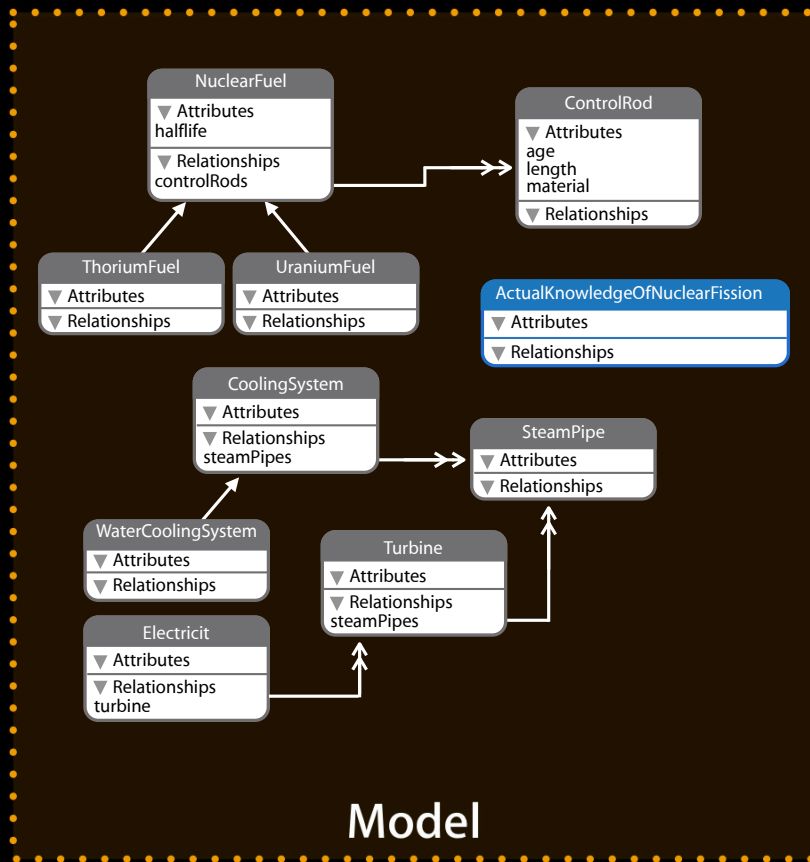 NuclearFuel
▼ Attributes
halflife
▼ Relationships
controlRods
ControlRod
▼ Attributes
age
length
material
▼ Relationships
ThoriumFuel
▼ Attributes
▼ Relationships
UraniumFuel
▼ Attributes
▼ Relationships
ActualKnowledgeOfNuclearFission
▼ Attributes
▼ Relationships
CoolingSystem
▼ Attributes
▼ Relationships
steamPipes
SteamPipe
▼ Attributes
▼ Relationships
WaterCoolingSystem
▼ Attributes
▼ Relationships
Turbine
▼ Attributes
▼ Relationships
steamPipes
Electricit
▼ Attributes
▼ Relationships
turbine
Model